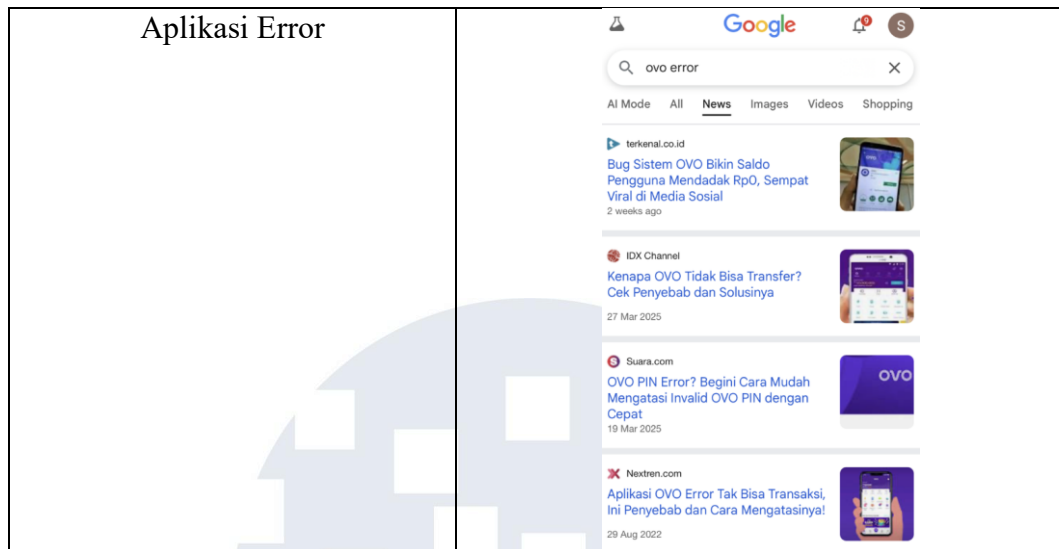 Aplikasi Error
Google
9
S
ovo error
AI Mode All News Images Videos Shopping
terkenal.co.id
Bug Sistem OVO Bikin Saldo
Pengguna Mendadak Rp0, Sempat
Viral di Media Sosial
2 weeks ago
IDX Channel
Kenapa OVO Tidak Bisa Transfer?
Cek Penyebab dan Solusinya
27 Mar 2025
Suara.com
OVO PIN Error? Begini Cara Mudah
Mengatasi Invalid OVO PIN dengan
Cepat
19 Mar 2025
OVO
Nextren.com
Aplikasi OVO Error Tak Bisa Transaksi,
Ini Penyebab dan Cara Mengatasinya!
29 Aug 2022